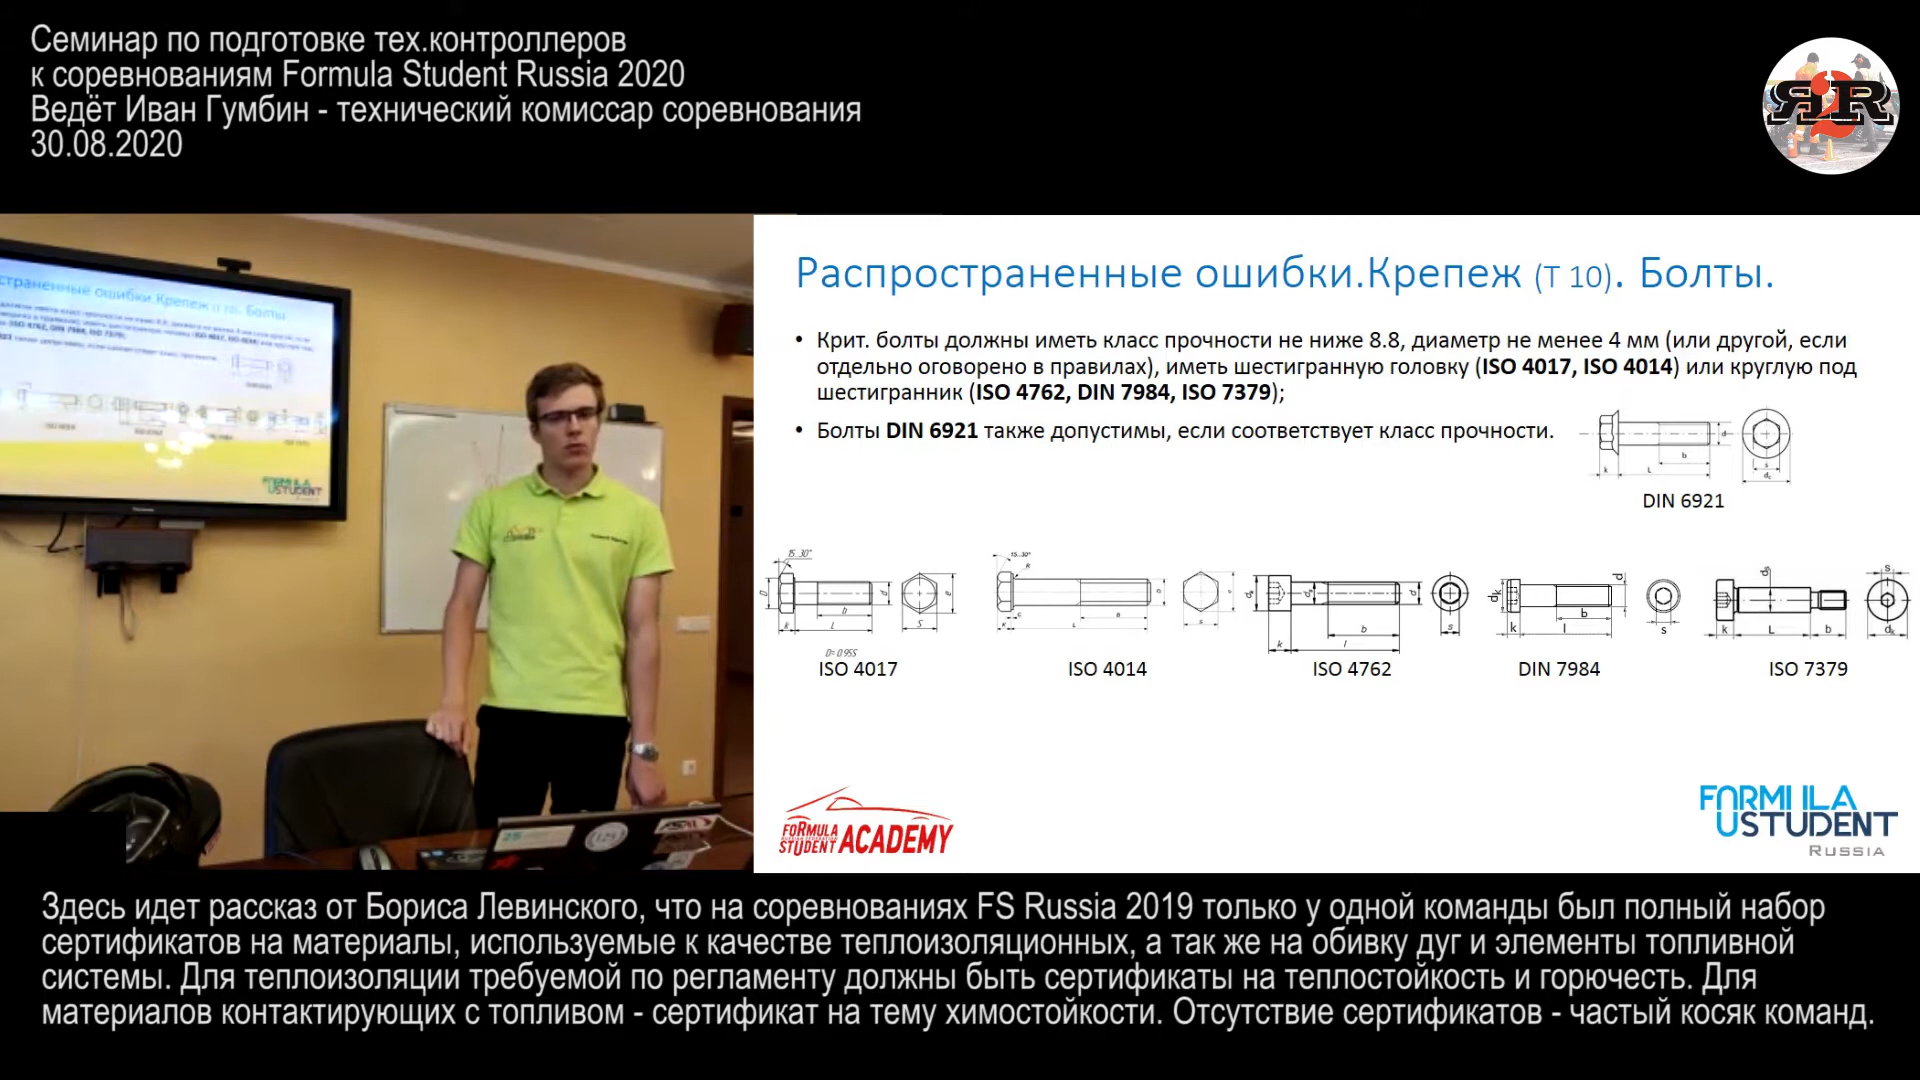 Семинар по подготовке тех.контроллеров
к соревнованиям Formula Student Russia 2020
Ведёт Иван Гумбин - технический комиссар соревнования
30.08.2020
ЯR2
Распространенные ошибки.Крепеж (Т 10). Болты.
• Крит. болты должны иметь класс прочности не ниже 8.8, диаметр не менее 4 мм (или другой, если
отдельно оговорено в правилах), иметь шестигранную головку (ISO 4017, ISO 4014) или круглую под
шестигранник (ISO 4762, DIN 7984, ISO 7379);
• Болты DIN 6921 также допустимы, если соответствует класс прочности.
DIN 6921
15..30°
D=0.95S
ISO 4017
ISO 4014
ISO 4762
DIN 7984
ISO 7379
FORMULA
STUDENT ACADEMY
FORMULA
STUDENT
RUSSIA
Здесь идет рассказ от Бориса Левинского, что на соревнованиях FS Russia 2019 только у одной команды был полный набор
сертификатов на материалы, используемые к качестве теплоизоляционных, а так же на обивку дуг и элементы топливной
системы. Для теплоизоляции требуемой по регламенту должны быть сертификаты на теплостойкость и горючесть. Для
материалов контактирующих с топливом - сертификат на тему химостойкости. Отсутствие сертификатов - частый косяк команд.